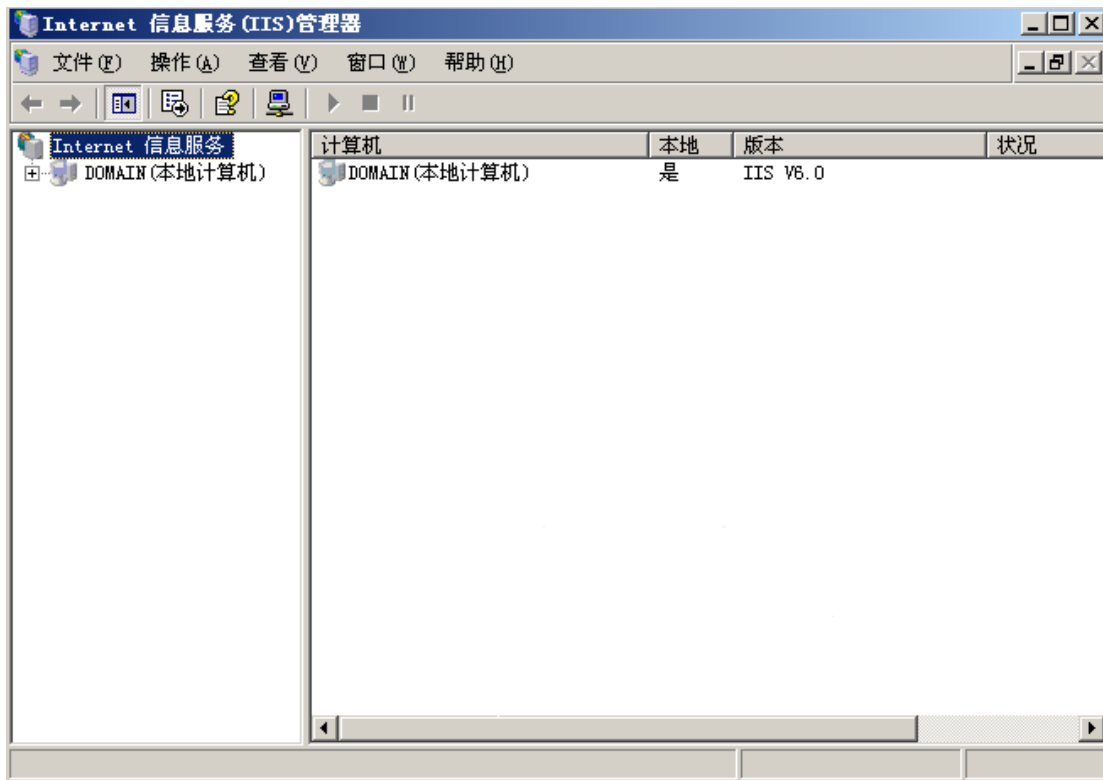 Internet 信息服务(IIS)管理器
文件(F) 操作(A) 查看(V) 窗口(W) 帮助(H)
Internet 信息服务
DOMAIN(本地计算机)
计算机 本地 版本 状况
DOMAIN(本地计算机) 是 IIS V6.0